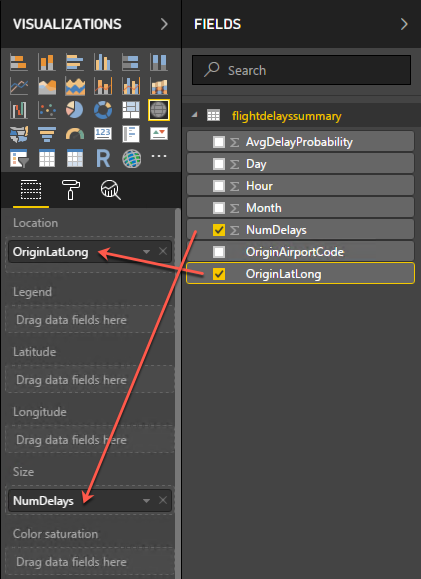 VISUALIZATIONS
FIELDS
Search
123
R
flightdelayssummary
AvgDelayProbability
Day
Hour
Month
NumDelays
OriginAirportCode
OriginLatLong
Location
OriginLatLong
Legend
Drag data fields here
Latitude
Drag data fields here
Longitude
Drag data fields here
Size
NumDelays
Color saturation
Drag data fields here